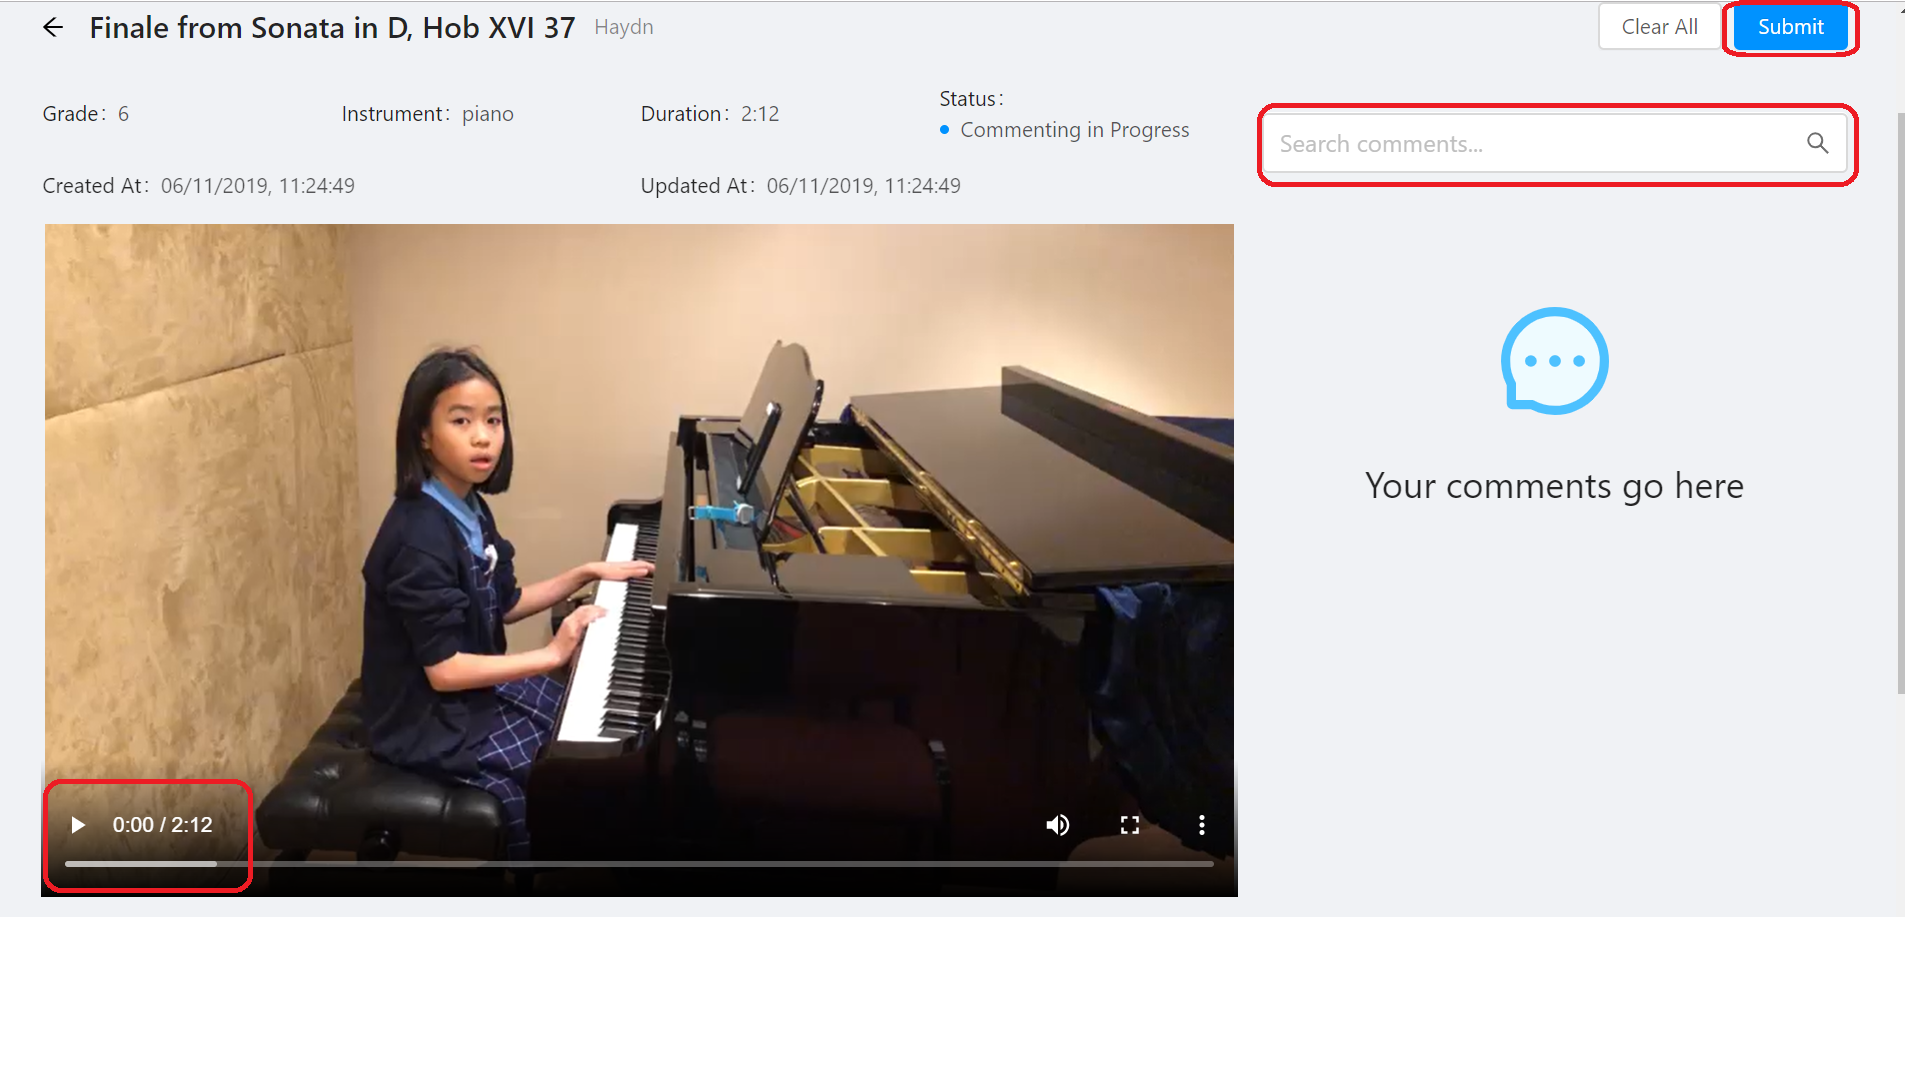 Finale from Sonata in D, Hob XVI 37 Haydn
Clear All
Submit
Grade: 6
Instrument: piano
Duration: 2:12
Status:
Commenting in Progress
Created At: 06/11/2019, 11:24:49
Updated At: 06/11/2019, 11:24:49
Search comments...
Your comments go here
0:00 / 2:12